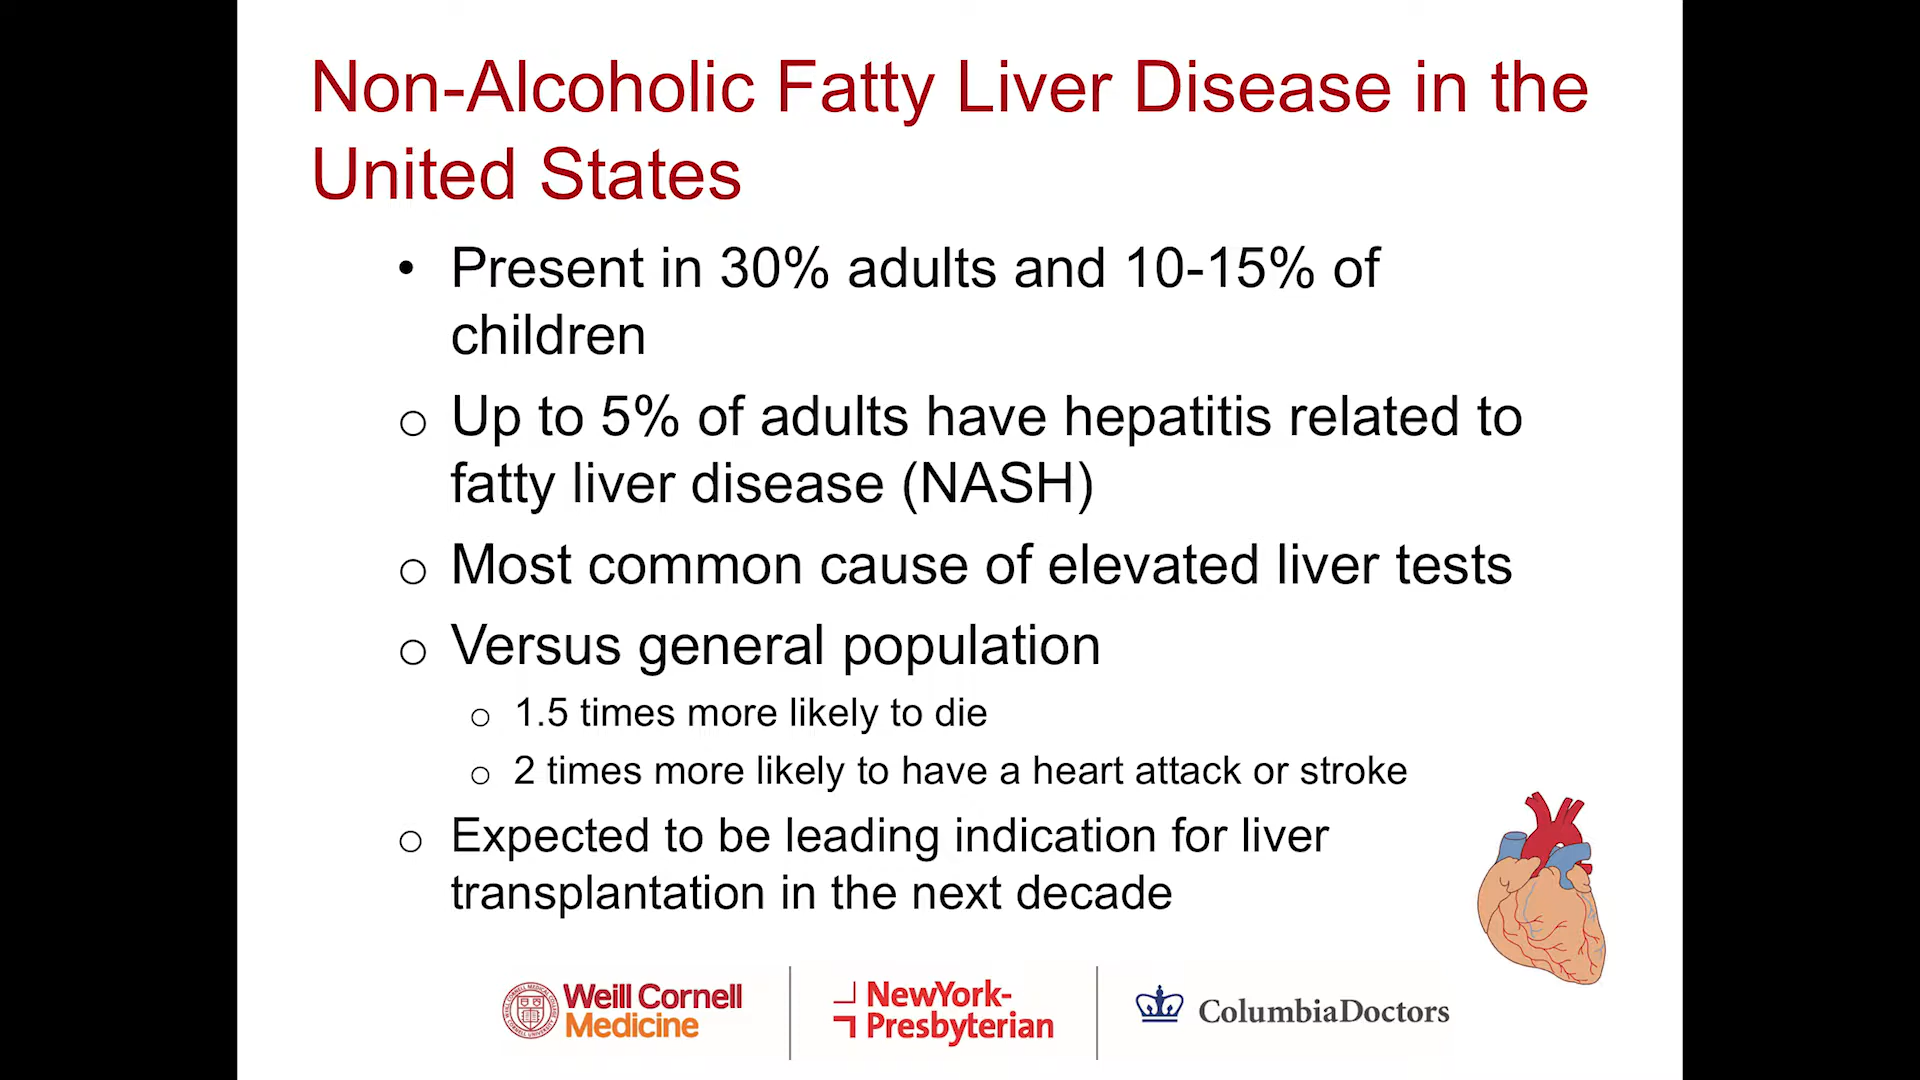 Non-Alcoholic Fatty Liver Disease in the
United States
• Present in 30% adults and 10-15% of
children
o Up to 5% of adults have hepatitis related to
fatty liver disease (NASH)
o Most common cause of elevated liver tests
o Versus general population
o 1.5 times more likely to die
o 2 times more likely to have a heart attack or stroke
o Expected to be leading indication for liver
transplantation in the next decade
Weill Cornell
Medicine
NewYork-
Presbyterian
ColumbiaDoctors